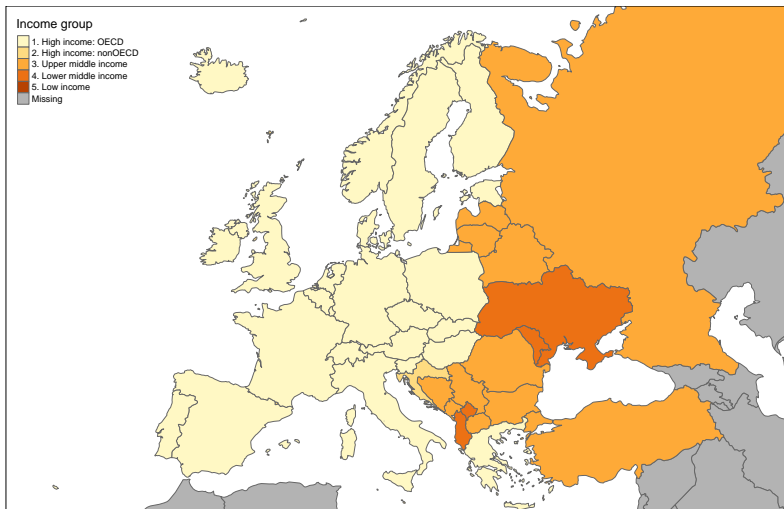 Income group
1. High income: OECD
2. High income: nonOECD
3. Upper middle income
4. Lower middle income
5. Low income
Missing